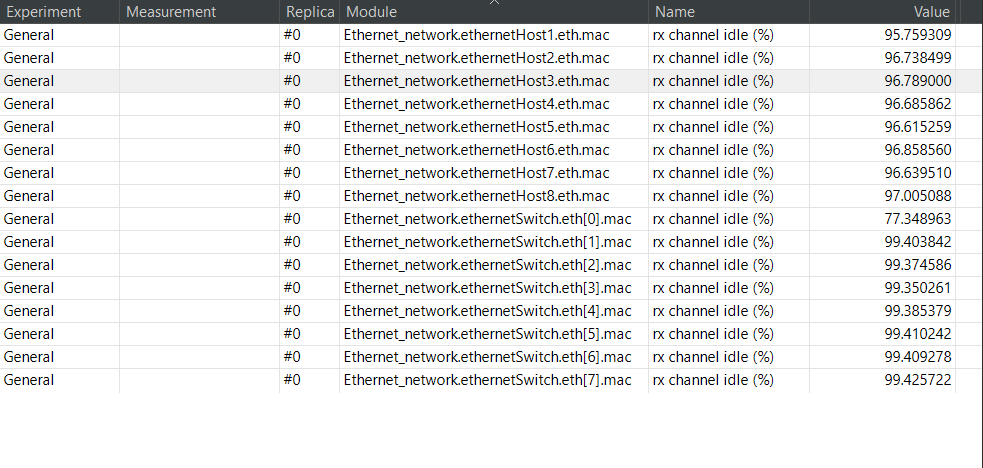 Experiment Measurement Replica Module Name Value
General #0 Ethernet_network.ethernetHost1.eth.mac rx channel idle (%) 95.759309
General #0 Ethernet_network.ethernetHost2.eth.mac rx channel idle (%) 96.738499
General #0 Ethernet_network.ethernetHost3.eth.mac rx channel idle (%) 96.789000
General #0 Ethernet_network.ethernetHost4.eth.mac rx channel idle (%) 96.685862
General #0 Ethernet_network.ethernetHost5.eth.mac rx channel idle (%) 96.615259
General #0 Ethernet_network.ethernetHost6.eth.mac rx channel idle (%) 96.858560
General #0 Ethernet_network.ethernetHost7.eth.mac rx channel idle (%) 96.639510
General #0 Ethernet_network.ethernetHost8.eth.mac rx channel idle (%) 97.005088
General #0 Ethernet_network.ethernetSwitch.eth[0].mac rx channel idle (%) 77.348963
General #0 Ethernet_network.ethernetSwitch.eth[1].mac rx channel idle (%) 99.403842
General #0 Ethernet_network.ethernetSwitch.eth[2].mac rx channel idle (%) 99.374586
General #0 Ethernet_network.ethernetSwitch.eth[3].mac rx channel idle (%) 99.350261
General #0 Ethernet_network.ethernetSwitch.eth[4].mac rx channel idle (%) 99.385379
General #0 Ethernet_network.ethernetSwitch.eth[5].mac rx channel idle (%) 99.410242
General #0 Ethernet_network.ethernetSwitch.eth[6].mac rx channel idle (%) 99.409278
General #0 Ethernet_network.ethernetSwitch.eth[7].mac rx channel idle (%) 99.425722